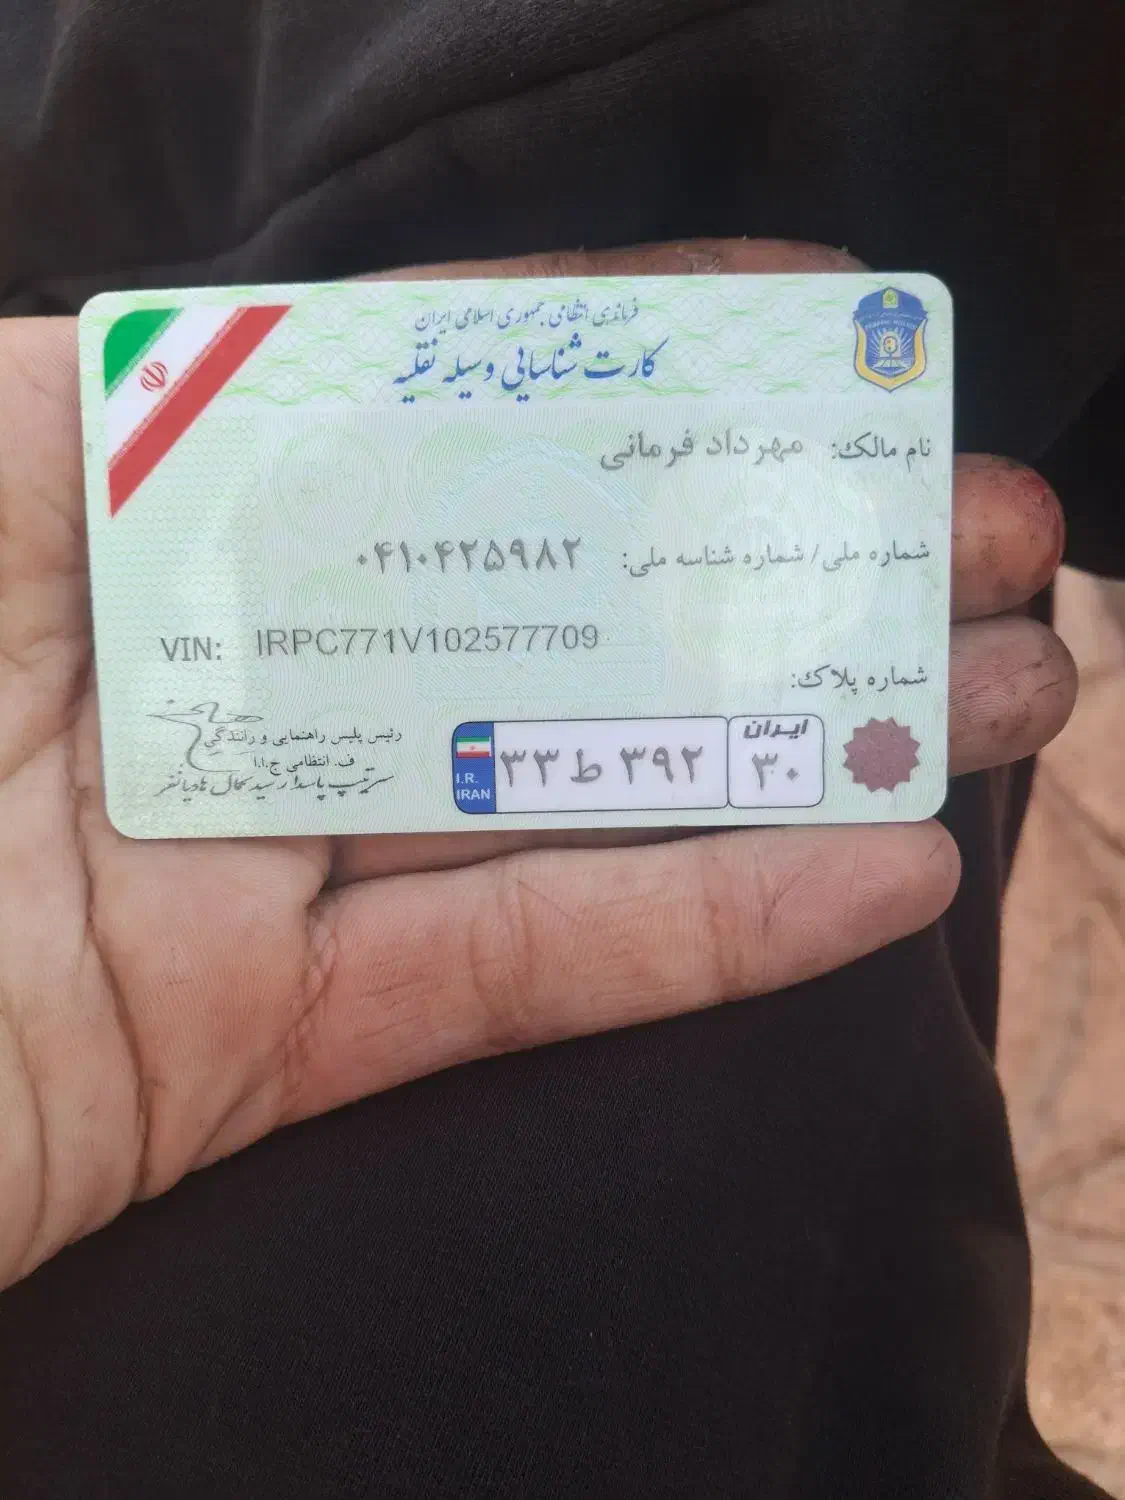 فرماندهی انتظامی جمهوری اسلامی ایران
کارت شناسایی وسیله نقلیه
نام مالک: مهرداد فرمانی
شماره ملی/ شماره شناسه ملی: ۰۴۱۰۴۲۵۹۸۲
VIN: IRPC771V102577709
شماره پلاک:
رئیس پلیس راهنمایی و رانندگی
ف. انتظامی ج.ا.ا
سرتیپ پاسدار سید کمال هادیانفر
I.R.
IRAN
۳۳ ط ۳۹۲
ایران
۳۰